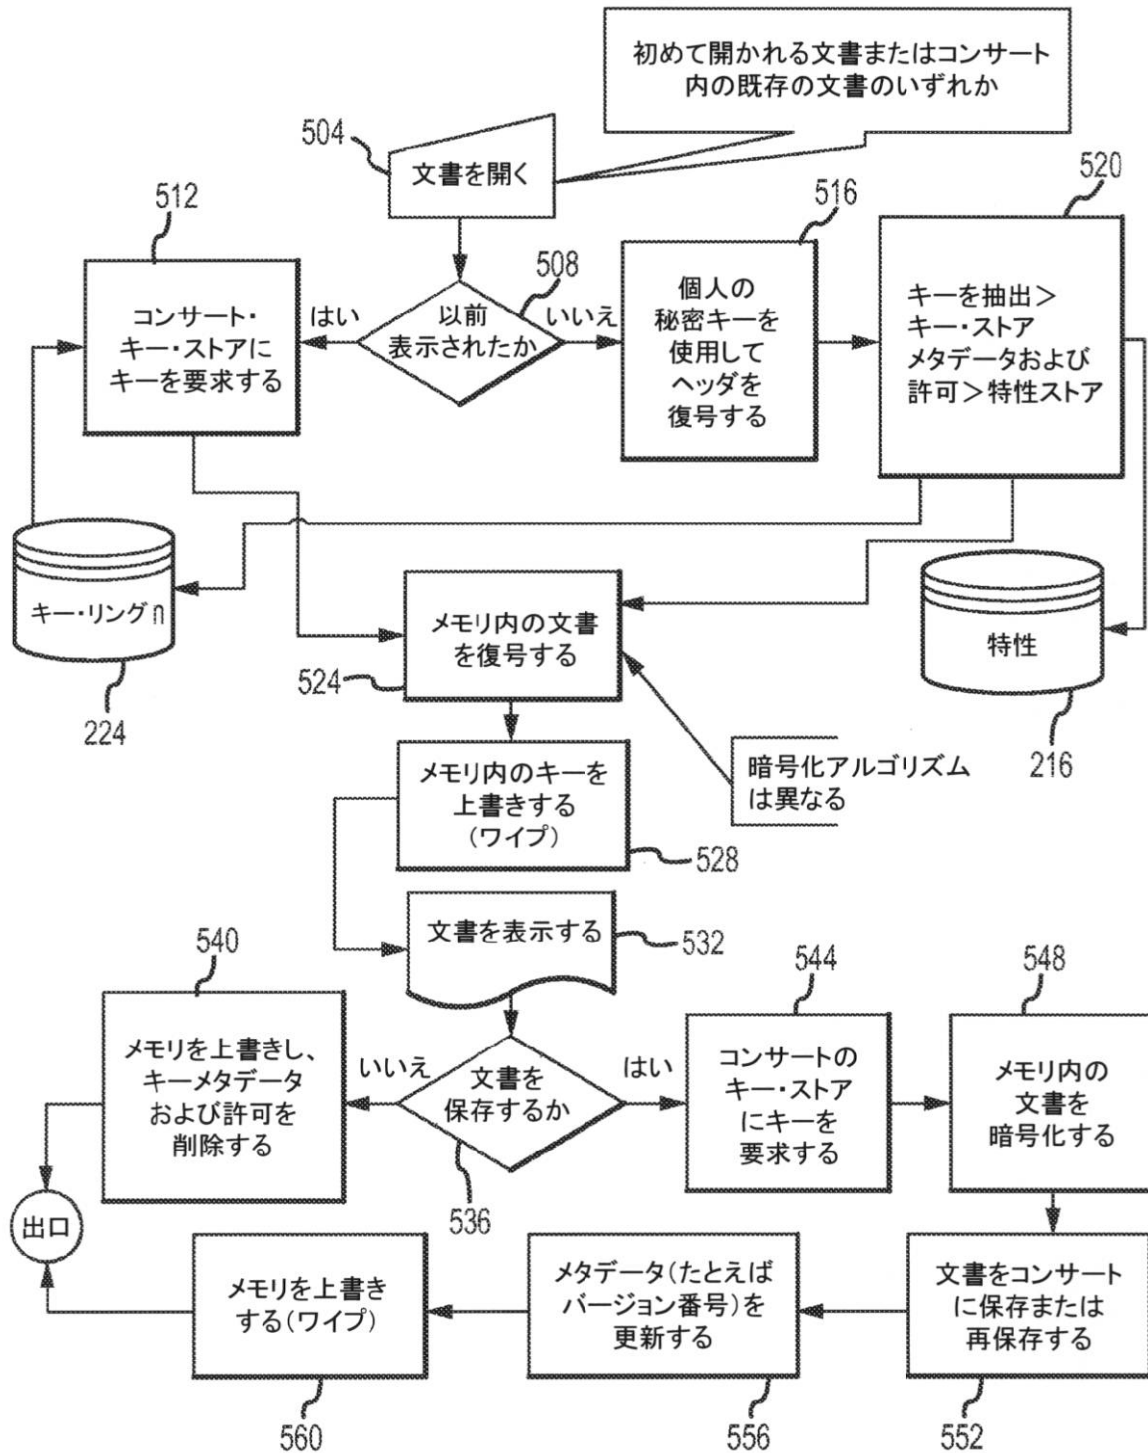 初めて開かれる文書またはコンサート
内の既存の文書のいずれか
504
文書を開く
512
コンサート・
キー・ストアに
キーを要求する
はい
508
以前
表示されたか
いいえ
516
個人の
秘密キーを
使用して
ヘッダを
復号する
520
キーを抽出＞
キー・ストア
メタデータおよび
許可＞特性ストア
キー・リング n
224
メモリ内の文書
を復号する
524
特性
216
暗号化アルゴリズム
は異なる
メモリ内のキーを
上書きする
（ワイプ）
528
文書を表示する
532
540
メモリを上書きし、
キーメタデータ
および許可を
削除する
いいえ
文書を
保存するか
536
はい
544
コンサートの
キー・ストア
にキーを
要求する
548
メモリ内の
文書を
暗号化する
出口
メモリを上書き
する（ワイプ）
560
メタデータ（たとえば
バージョン番号）を
更新する
556
文書をコンサート
に保存または
再保存する
552